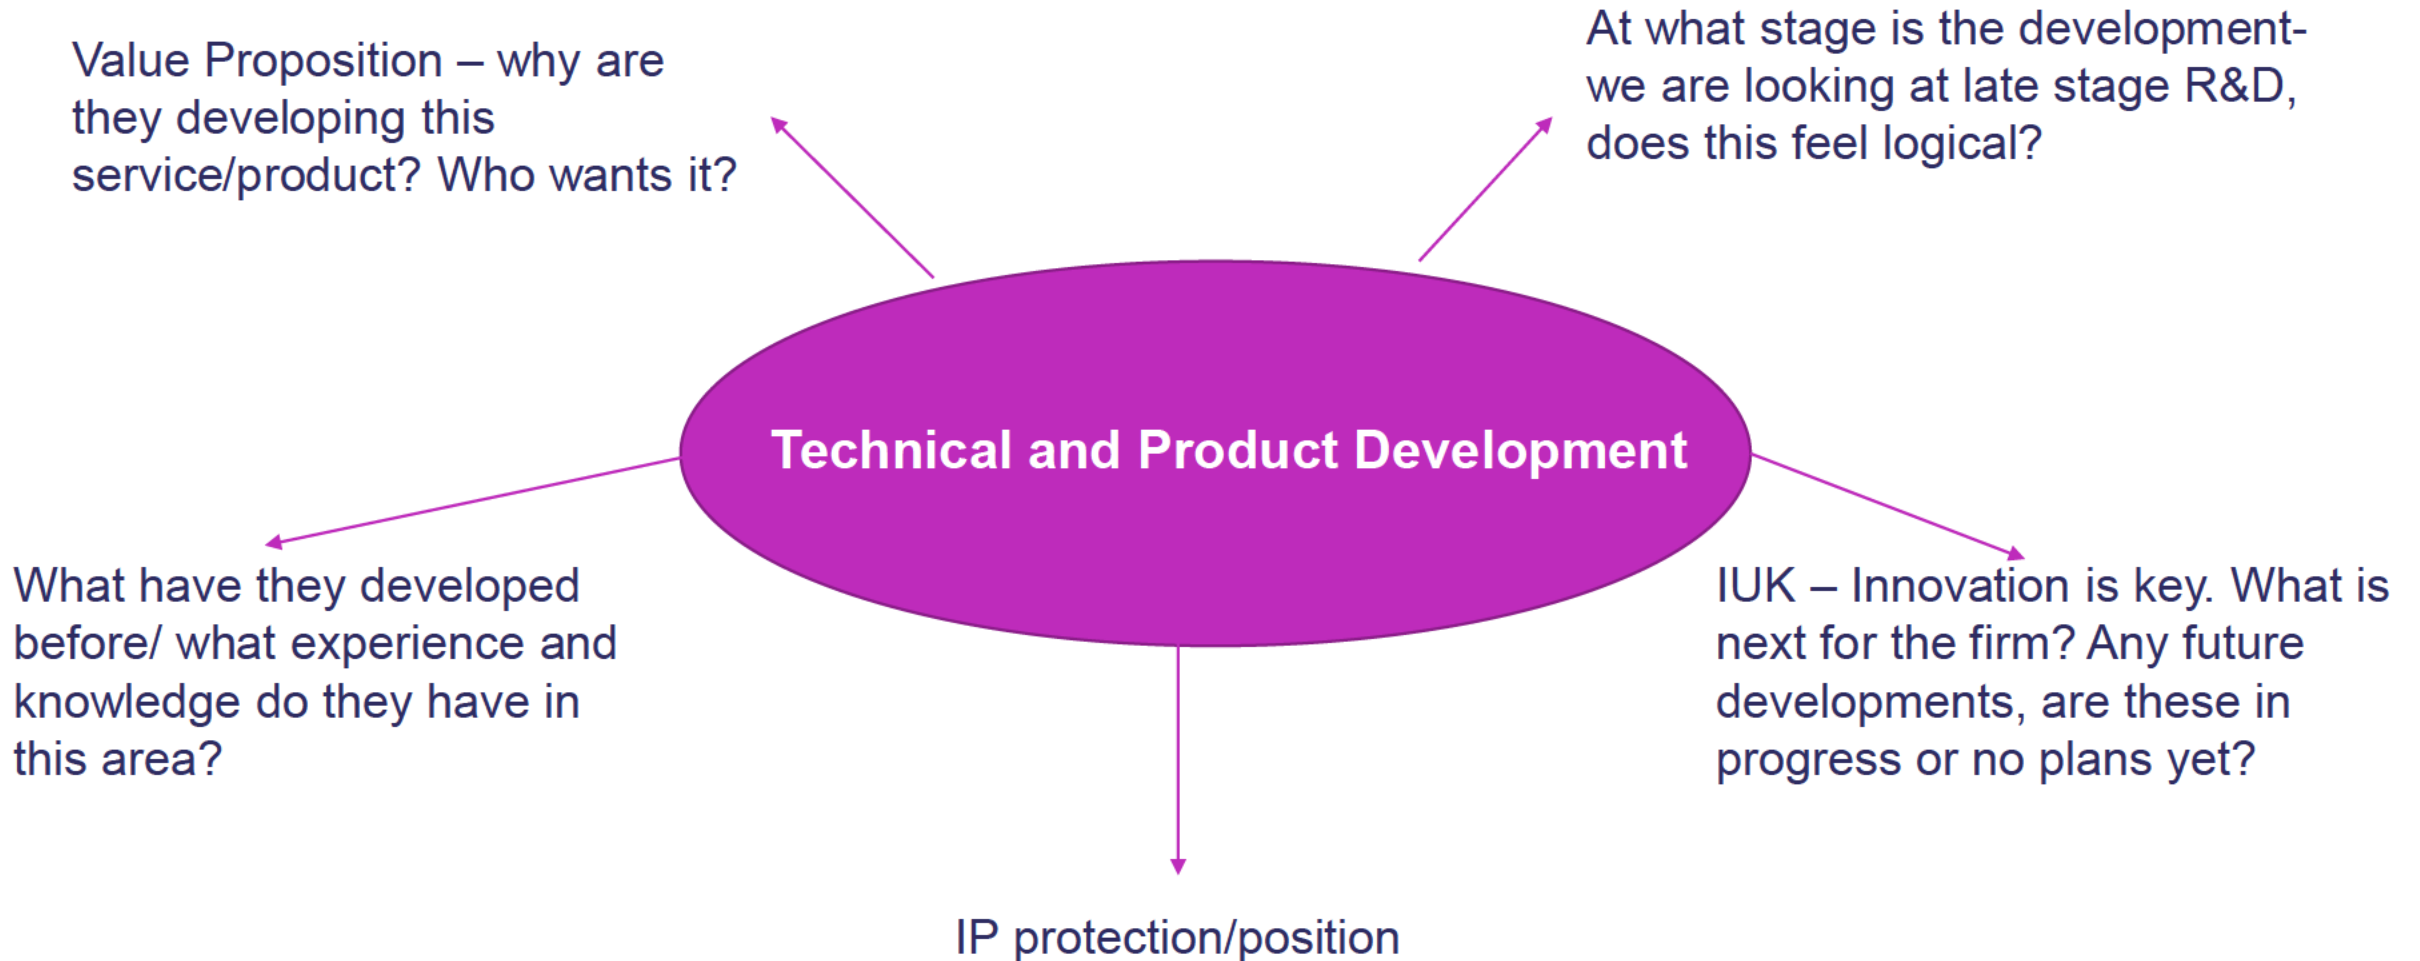 Value Proposition – why are
they developing this
service/product? Who wants it?
At what stage is the development-
we are looking at late stage R&D,
does this feel logical?
Technical and Product Development
What have they developed
before/ what experience and
knowledge do they have in
this area?
IUK – Innovation is key. What is
next for the firm? Any future
developments, are these in
progress or no plans yet?
IP protection/position